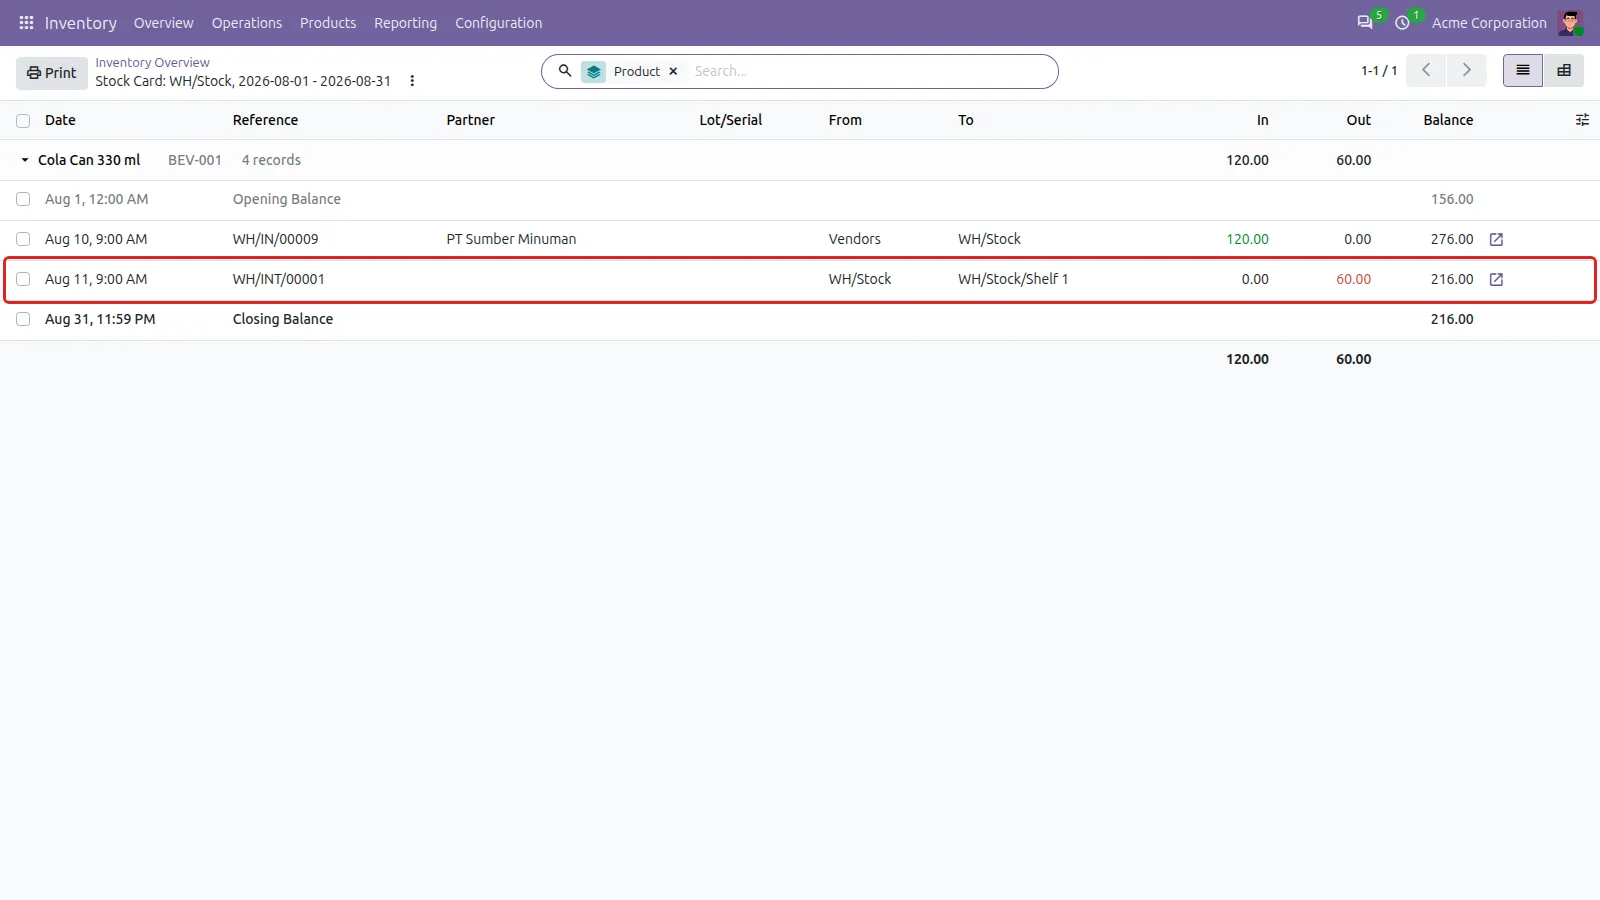 Inventory Overview Operations Products Reporting Configuration 5 1 Acme Corporation
Print
Inventory Overview
Stock Card: WH/Stock, 2026-08-01 - 2026-08-31
Product × Search...
1-1 / 1
Date Reference Partner Lot/Serial From To In Out Balance
Cola Can 330 ml BEV-001 4 records 120.00 60.00
Aug 1, 12:00 AM Opening Balance 156.00
Aug 10, 9:00 AM WH/IN/00009 PT Sumber Minuman Vendors WH/Stock 120.00 0.00 276.00
Aug 11, 9:00 AM WH/INT/00001 WH/Stock WH/Stock/Shelf 1 0.00 60.00 216.00
Aug 31, 11:59 PM Closing Balance 216.00
120.00 60.00